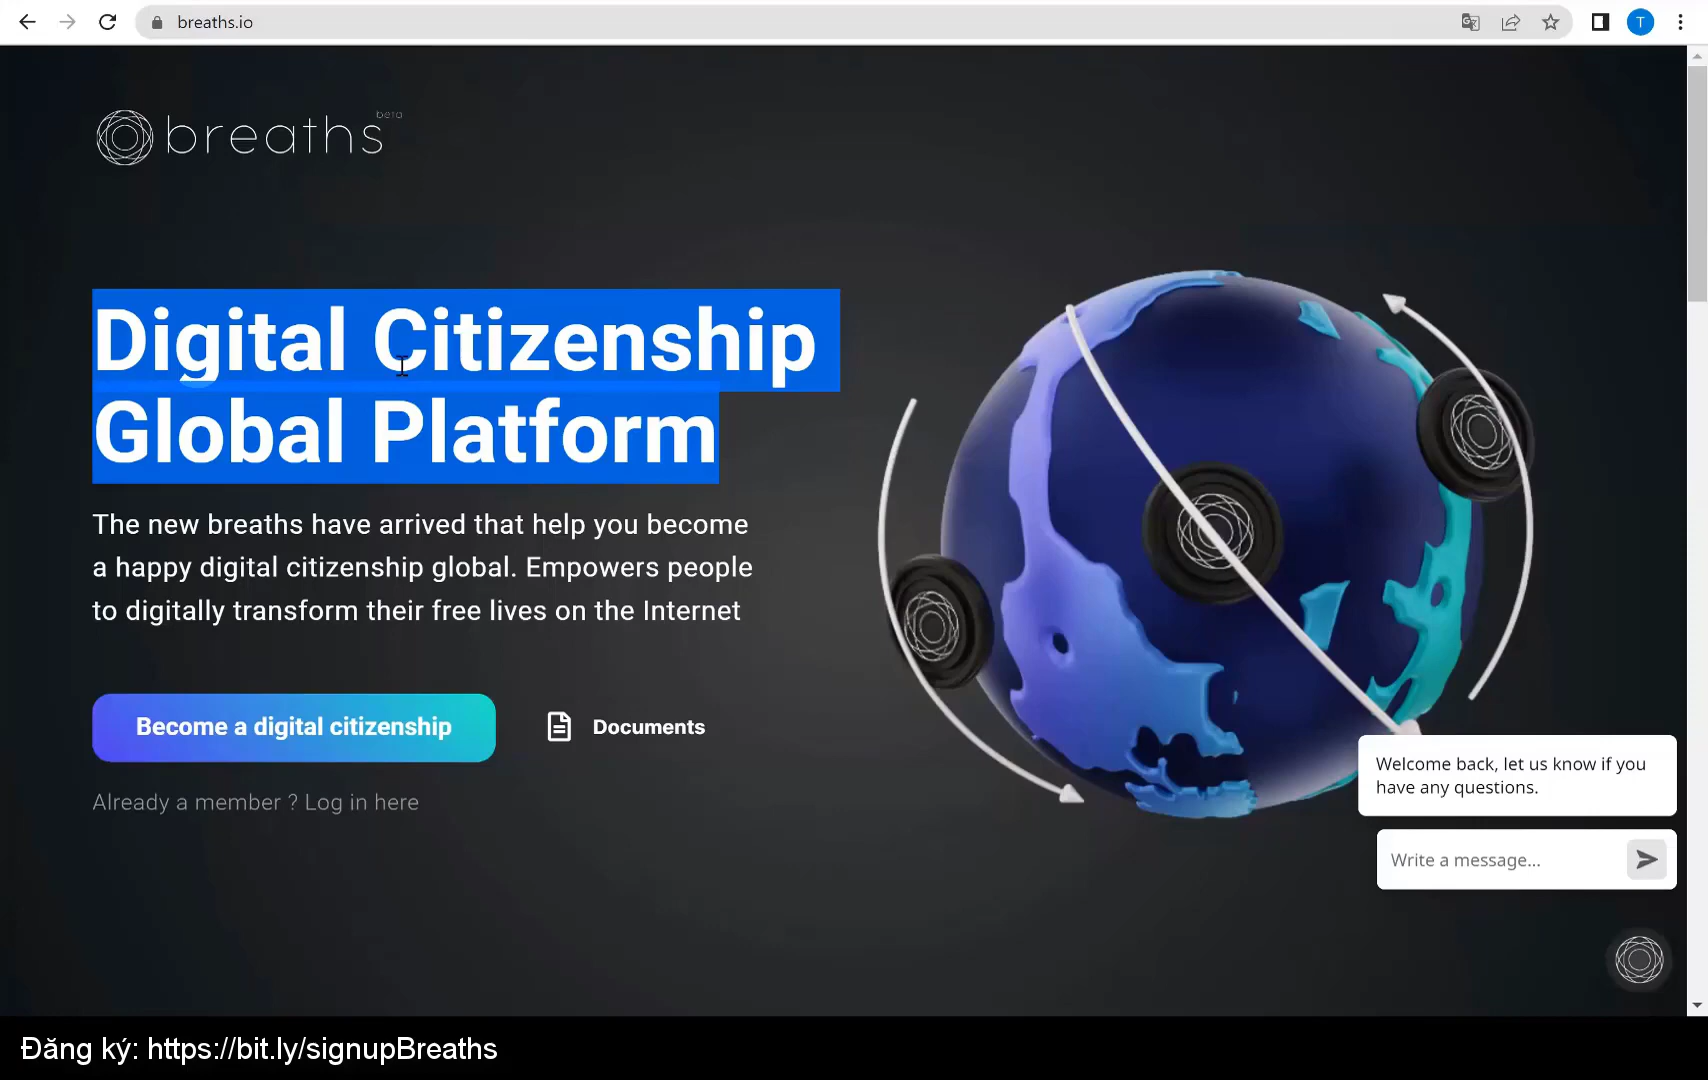 breaths.io
T
breaths beta
Digital Citizenship
Global Platform
The new breaths have arrived that help you become
a happy digital citizenship global. Empowers people
to digitally transform their free lives on the Internet
Become a digital citizenship
Documents
Already a member ? Log in here
Welcome back, let us know if you
have any questions.
Write a message...
Đăng ký: https://bit.ly/signupBreaths